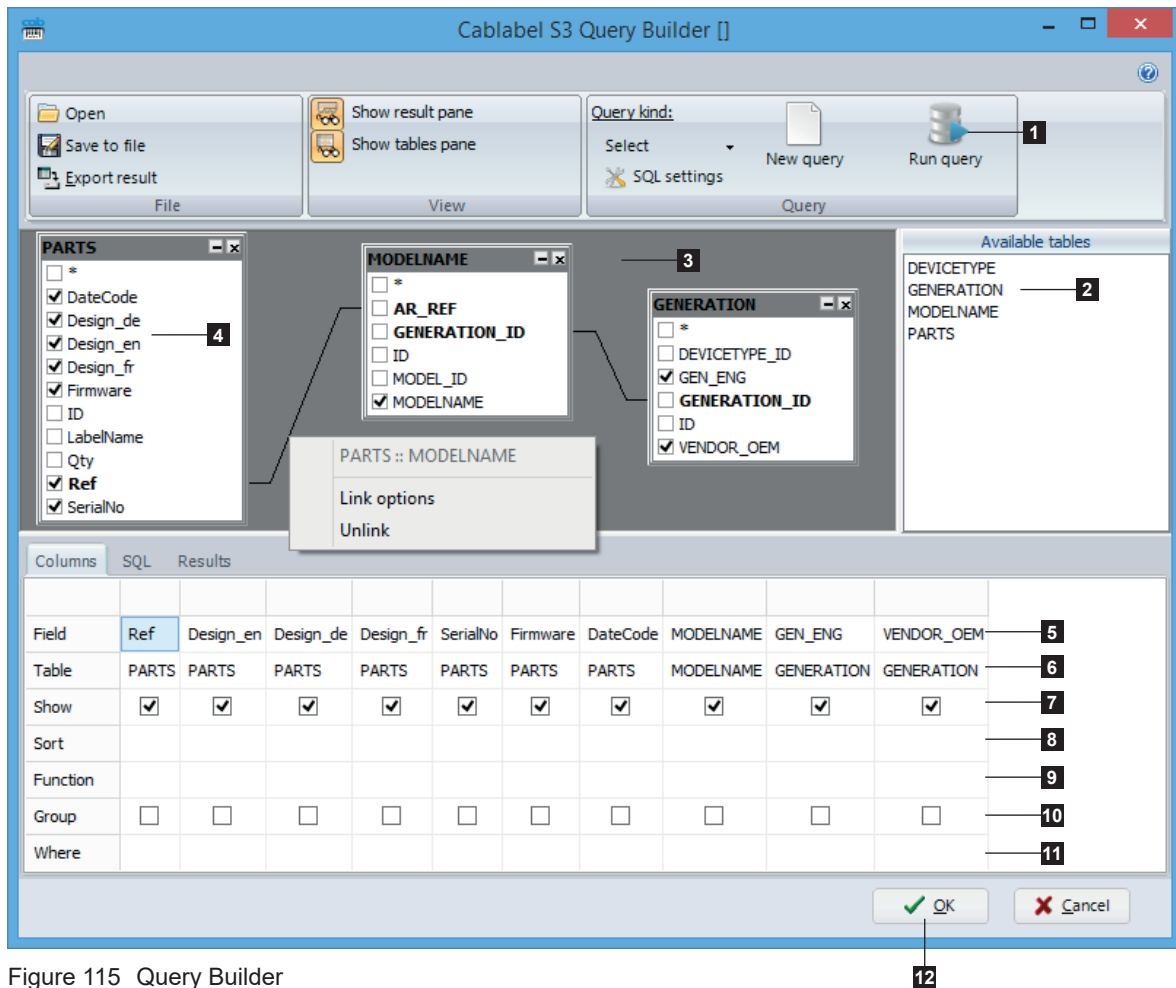 cab
Cablabel S3 Query Builder []
Open
Save to file
Export result
File
Show result pane
Show tables pane
View
Query kind:
Select
SQL settings
New query
Run query
Query
1
PARTS
*
DateCode
Design_de
Design_en
Design_fr
Firmware
ID
LabelName
Qty
Ref
SerialNo
4
MODELNAME
*
AR_REF
GENERATION_ID
ID
MODEL_ID
MODELNAME
3
GENERATION
*
DEVICETYPE_ID
GEN_ENG
GENERATION_ID
ID
VENDOR_OEM
Available tables
DEVICETYPE
GENERATION
MODELNAME
PARTS
2
PARTS :: MODELNAME
Link options
Unlink
Columns SQL Results
Field Ref Design_en Design_de Design_fr SerialNo Firmware DateCode MODELNAME GEN_ENG VENDOR_OEM 5
Table PARTS PARTS PARTS PARTS PARTS PARTS PARTS MODELNAME GENERATION GENERATION 6
Show 7
Sort 8
Function 9
Group 10
Where 11
OK Cancel
12
Figure 115 Query Builder